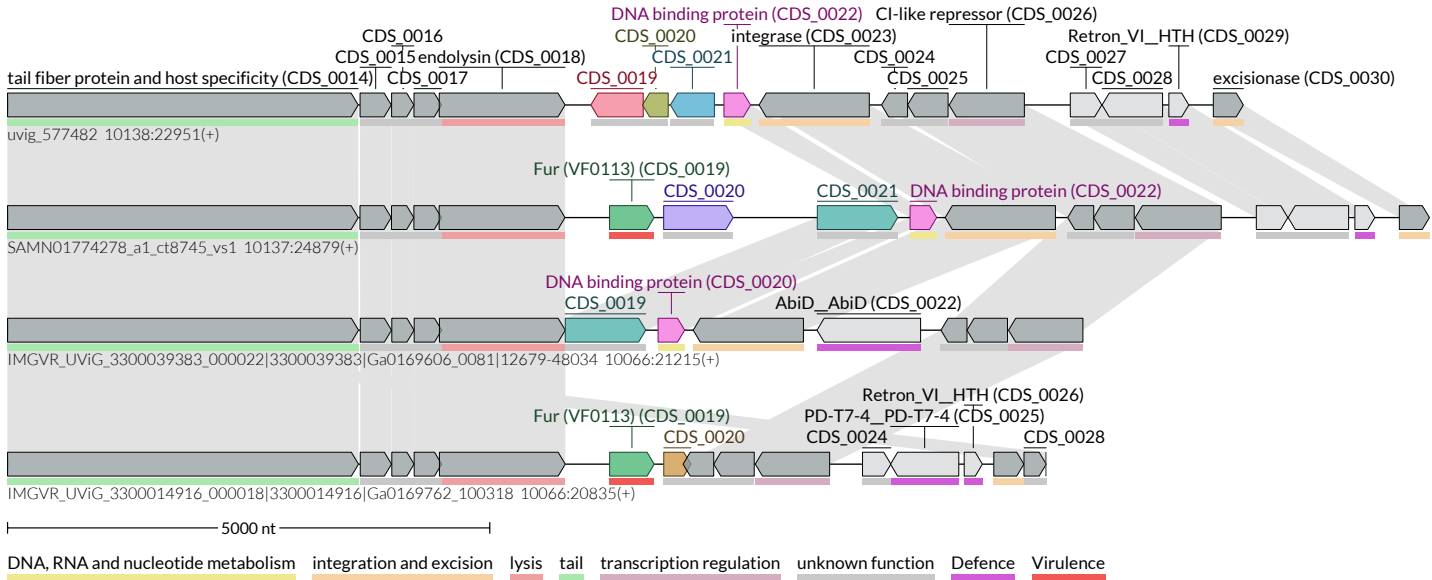 DNA binding protein (CDS_0022)
CI-like repressor (CDS_0026)
CDS_0016
CDS_0020
integrase (CDS_0023)
Retron_VI__HTH (CDS_0029)
CDS_0015
endolysin (CDS_0018)
CDS_0021
CDS_0024
CDS_0027
tail fiber protein and host specificity (CDS_0014)
CDS_0017
CDS_0019
CDS_0025
CDS_0028
excisionase (CDS_0030)
uvig_577482 10138:22951(+)
Fur (VF0113) (CDS_0019)
CDS_0020
CDS_0021
DNA binding protein (CDS_0022)
SAMN01774278_a1_ct8745_vs1 10137:24879(+)
DNA binding protein (CDS_0020)
CDS_0019
AbiD__AbiD (CDS_0022)
IMGVR_UViG_3300039383_000022|3300039383|Ga0169606_0081|12679-48034 10066:21215(+)
Retron_VI__HTH (CDS_0026)
Fur (VF0113) (CDS_0019)
PD-T7-4__PD-T7-4 (CDS_0025)
CDS_0020
CDS_0024
CDS_0028
IMGVR_UViG_3300014916_000018|3300014916|Ga0169762_100318 10066:20835(+)
5000 nt
DNA, RNA and nucleotide metabolism
integration and excision
lysis
tail
transcription regulation
unknown function
Defence
Virulence